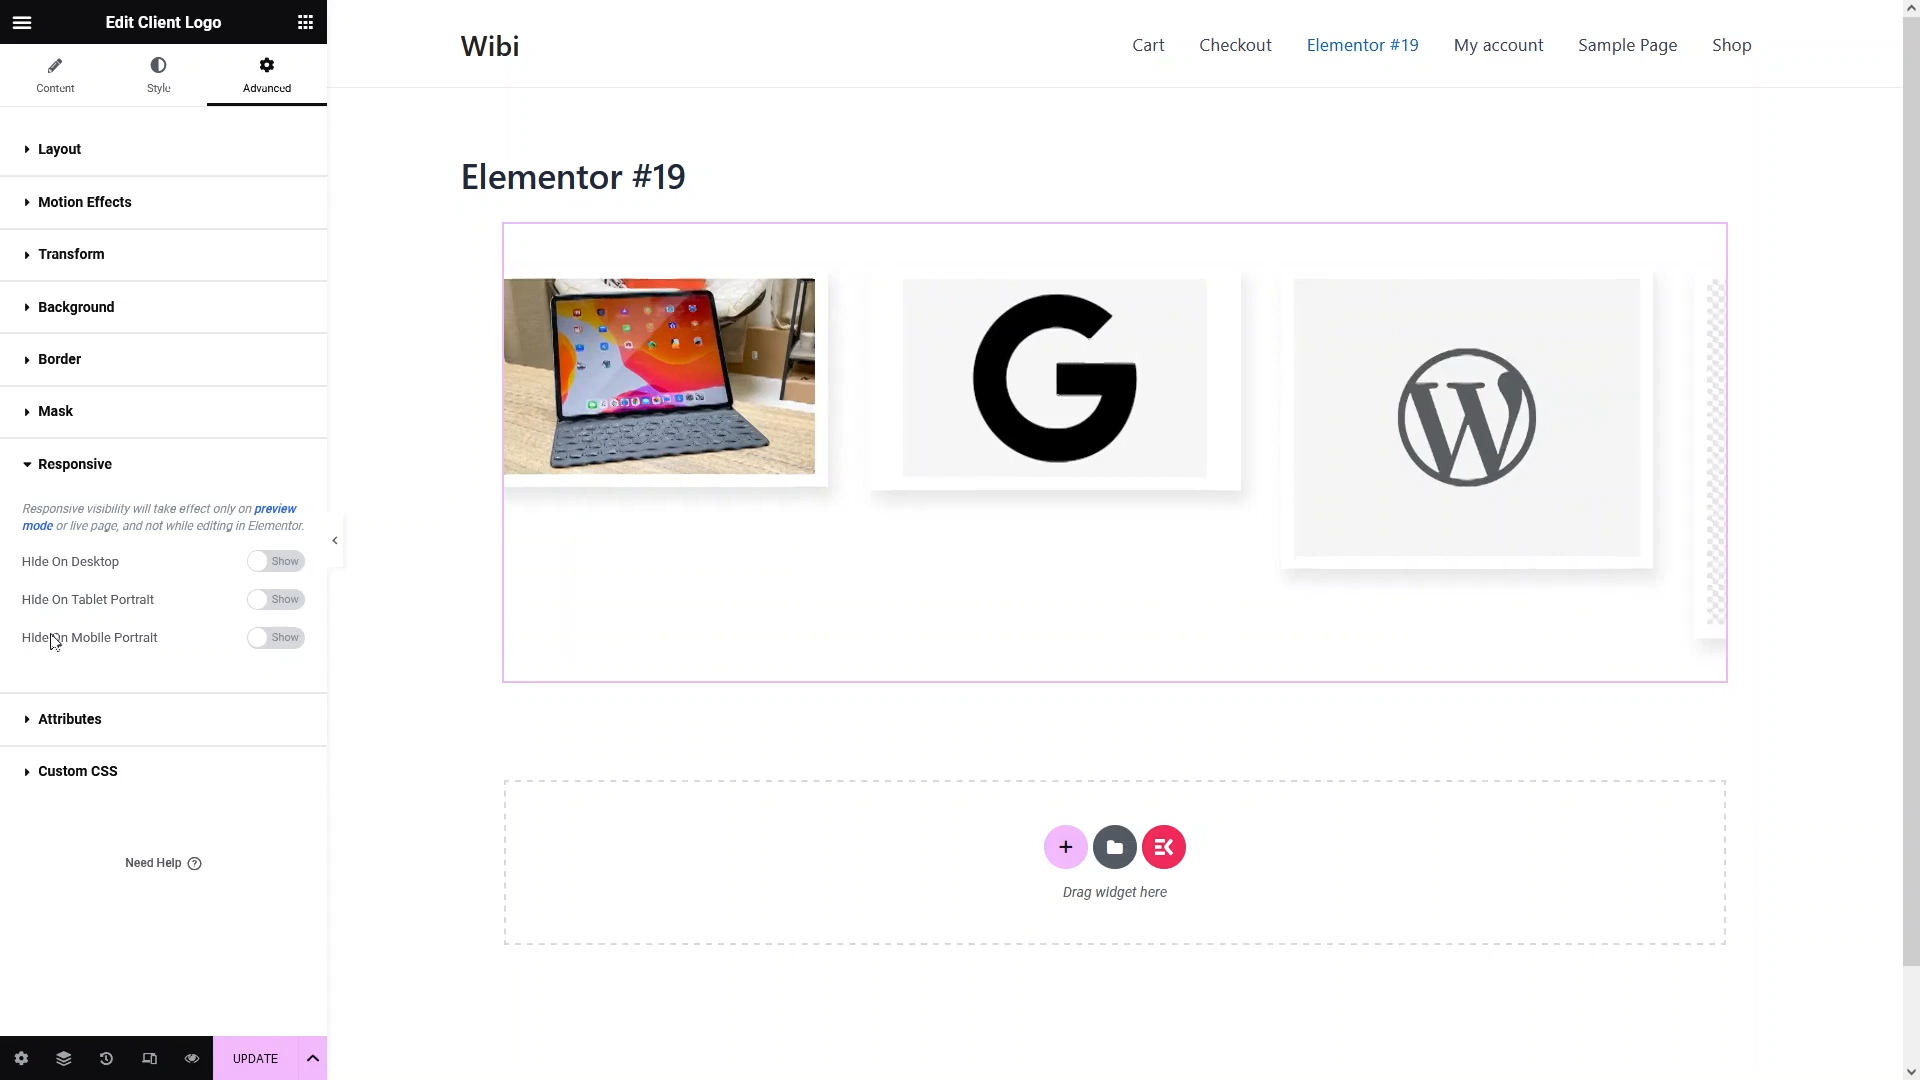 Edit Client Logo
Content
Style
Advanced
Layout
Motion Effects
Transform
Background
Border
Mask
Responsive
Responsive visibility will take effect only on preview
mode or live page, and not while editing in Elementor.
Hide On Desktop
Show
Hide On Tablet Portrait
Show
Hide On Mobile Portrait
Show
Attributes
Custom CSS
Need Help
UPDATE
Wibi
Cart
Checkout
Elementor #19
My account
Sample Page
Shop
Elementor #19
Drag widget here